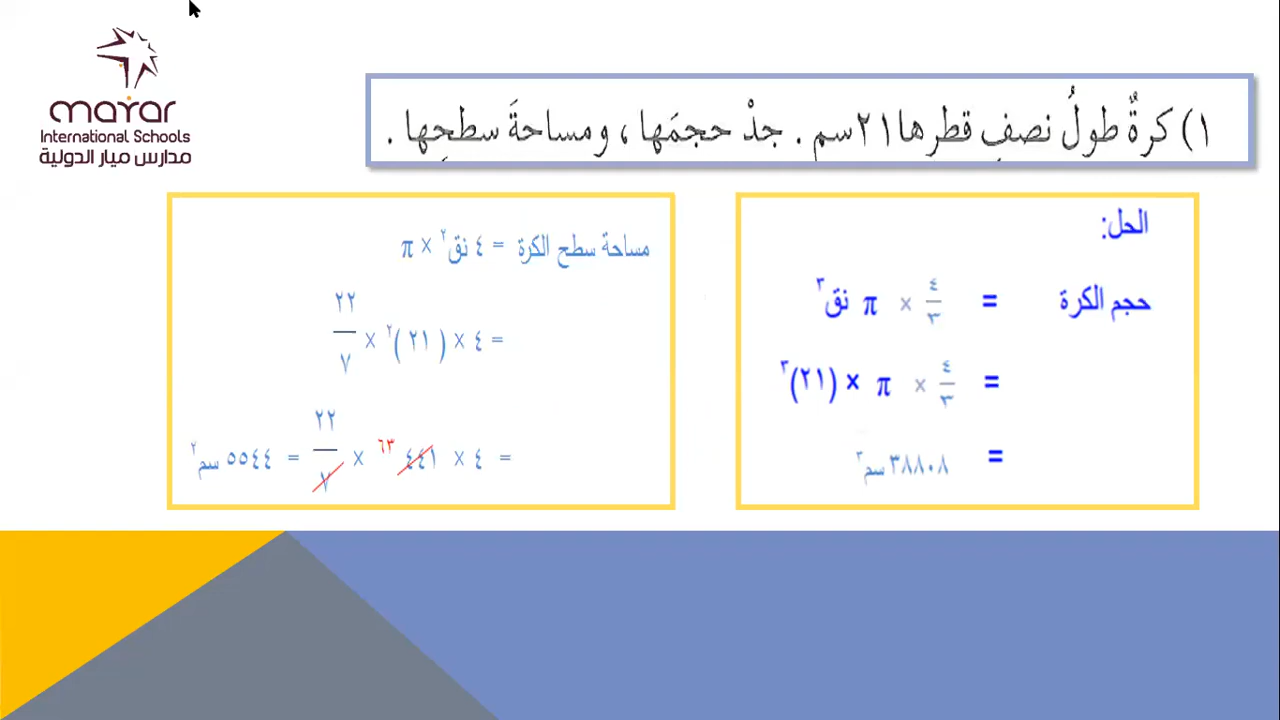 mayar
International Schools
مدارس ميار الدولية
١) كرةٌ طولُ نصفِ قطرها ٢١سم . جدْ حجمَها ، ومساحةَ سطحِها .
الحل:
حجم الكرة = ٤/٣ × π نق٣
= ٤/٣ × π × (٢١)٣
= ٣٨٨٠٨ سم٣
مساحة سطح الكرة = ٤ نق٢ × π
= ٤ × (٢١)٢ × ٢٢/٧
= ٤ × ٤٤١ ٦٣ × ٢٢/٧ = ٥٥٤٤ سم٢